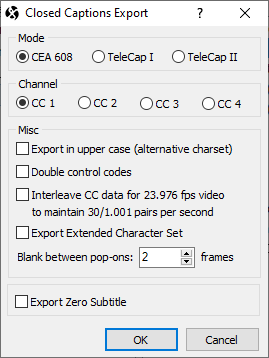 Closed Captions Export ? ×
Mode
CEA 608 TeleCap I TeleCap II
Channel
CC 1 CC 2 CC 3 CC 4
Misc
Export in upper case (alternative charset)
Double control codes
Interleave CC data for 23.976 fps video
to maintain 30/1.001 pairs per second
Export Extended Character Set
Blank between pop-ons: 2 frames
Export Zero Subtitle
OK Cancel